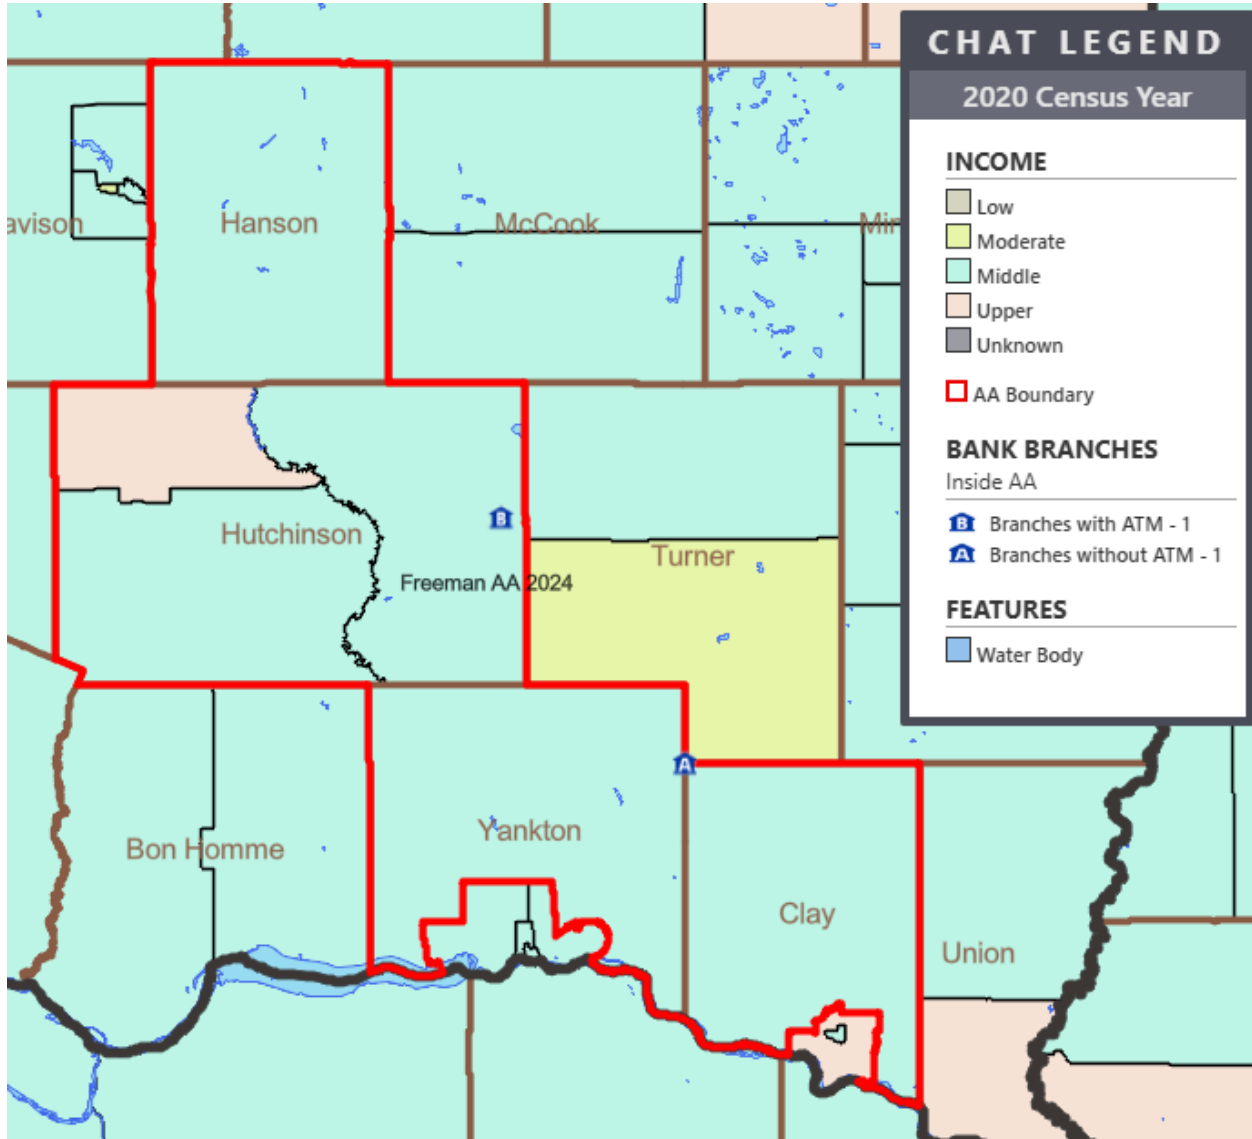 CHAT LEGEND
2020 Census Year
INCOME
Low
Moderate
Middle
Upper
Unknown
AA Boundary
BANK BRANCHES
Inside AA
B Branches with ATM - 1
A Branches without ATM - 1
FEATURES
Water Body
avison
Hanson
McCook
Min
Hutchinson
B
Turner
Freeman AA 2024
A
Yankton
Bon Homme
Clay
Union